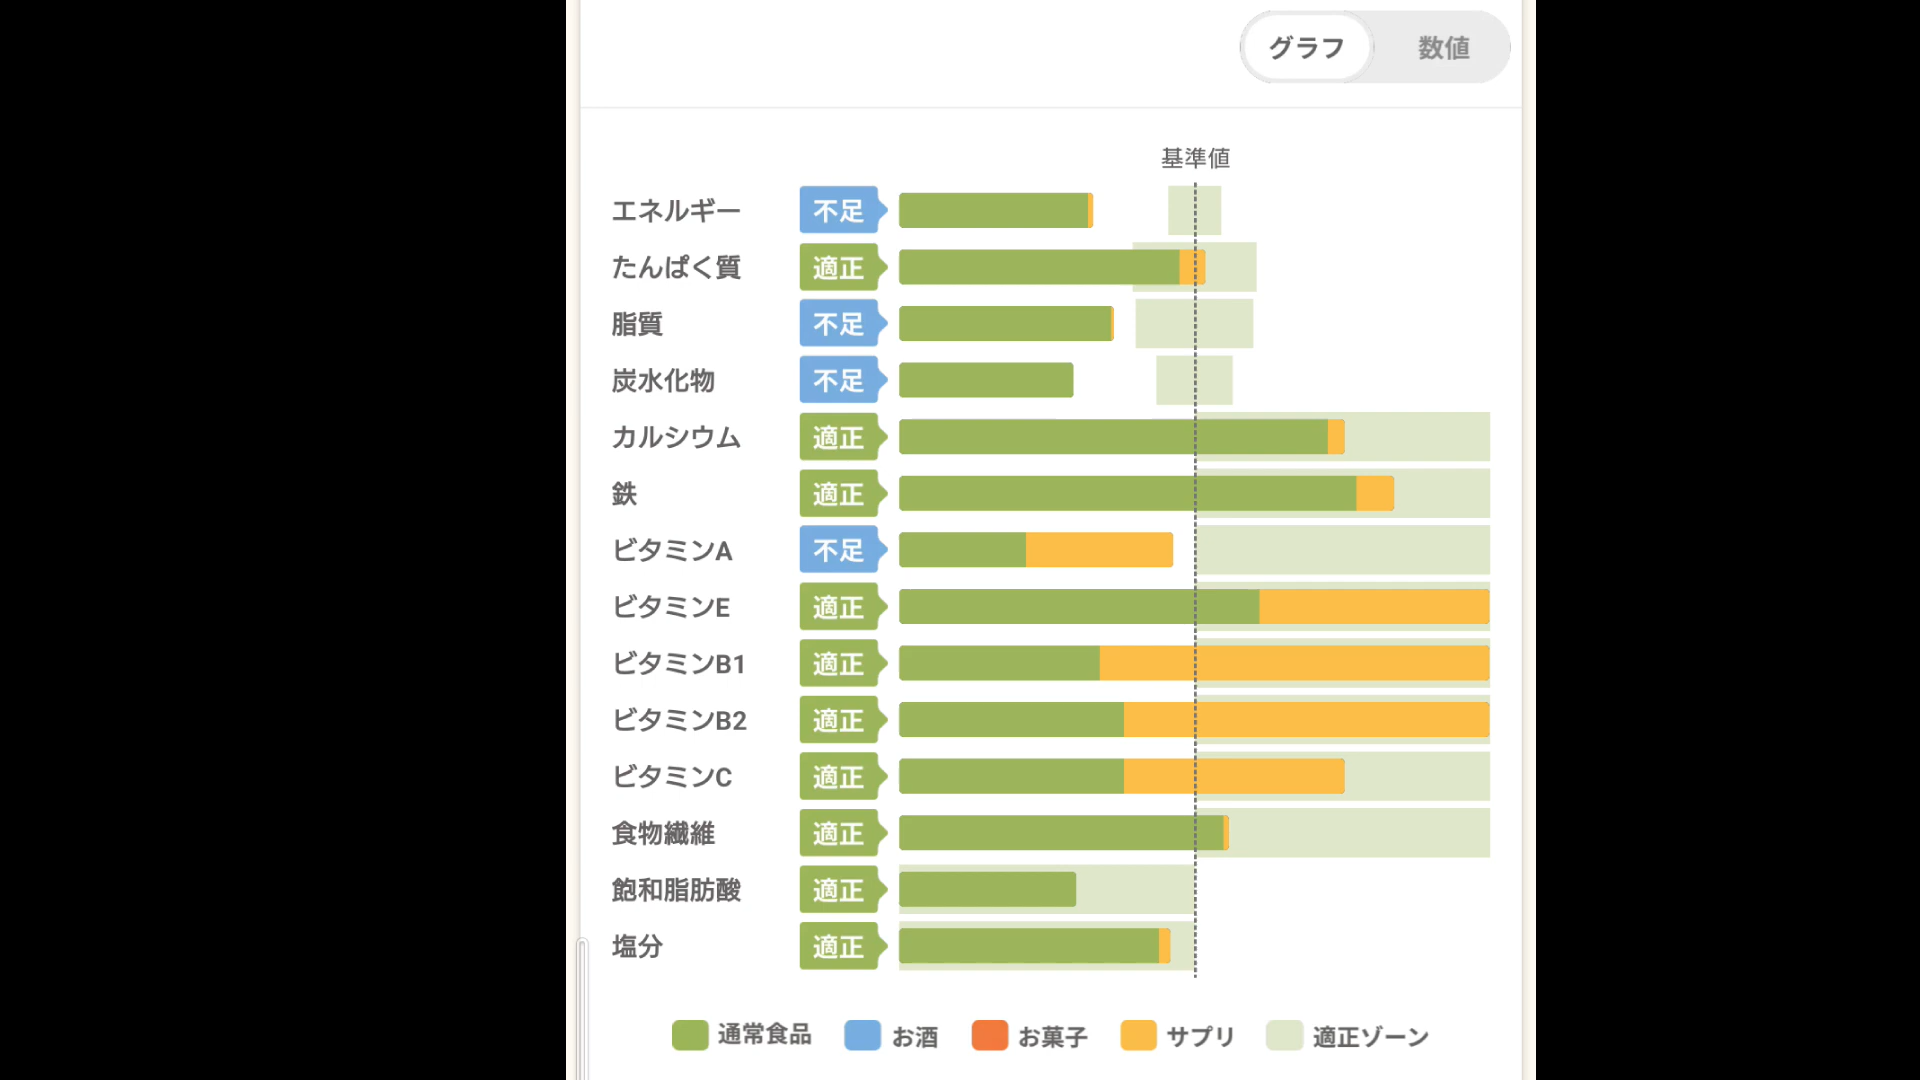 グラフ 数値
基準値
エネルギー 不足
たんぱく質 適正
脂質 不足
炭水化物 不足
カルシウム 適正
鉄 適正
ビタミンA 不足
ビタミンE 適正
ビタミンB1 適正
ビタミンB2 適正
ビタミンC 適正
食物繊維 適正
飽和脂肪酸 適正
塩分 適正
通常食品 お酒 お菓子 サプリ 適正ゾーン